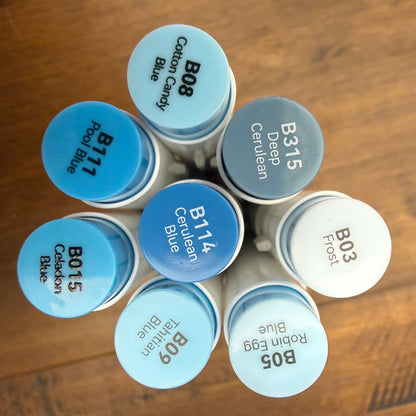 B08
Cotton Candy
Blue
B315
Deep
Cerulean
B111
Pool Blue
B114
Cerulean
Blue
B03
Frost
B015
Celadon
Blue
B09
Tahitian
Blue
B05
Robin Egg
Blue